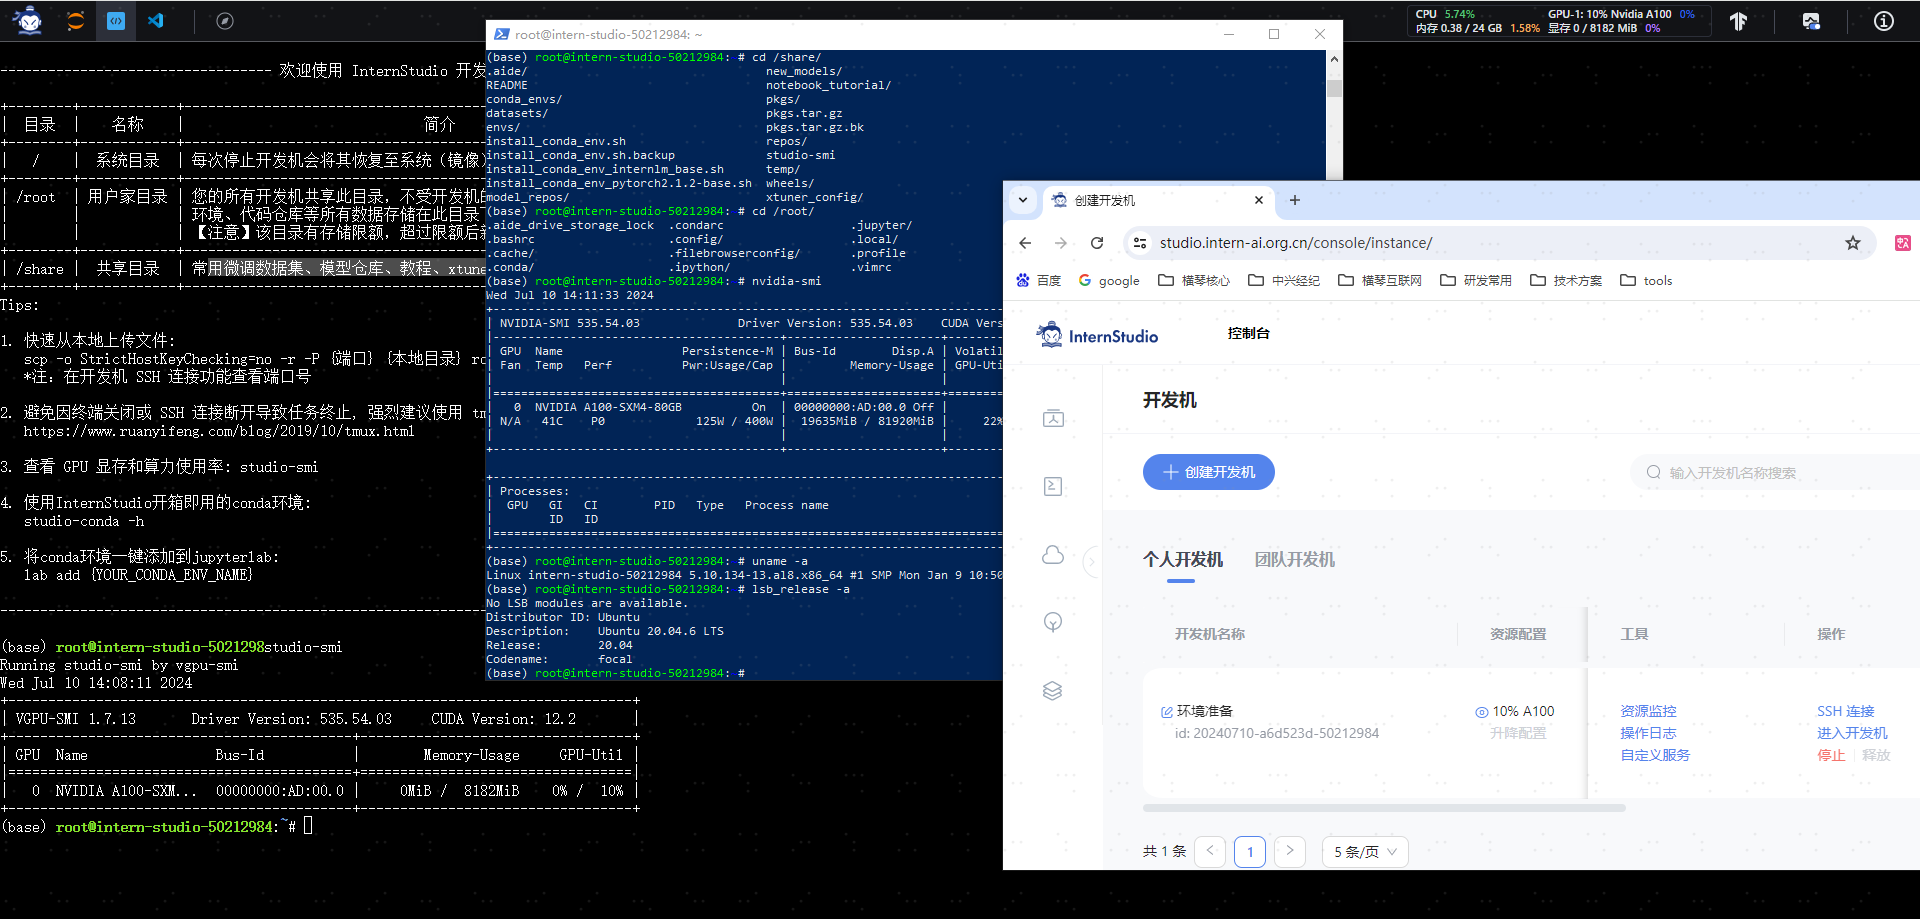 CPU 5.74% GPU-1: 10% Nvidia A100 0%
内存 0.38 / 24 GB 1.58% 显存 0 / 8182 MiB 0%
-------------------------------- 欢迎使用 InternStudio 开发
| 目录 | 名称 | 简介
| / | 系统目录 | 每次停止开发机会将其恢复至系统（镜像）
| /root | 用户家目录 | 您的所有开发机共享此目录，不受开发机
环境、代码仓库等所有数据存储在此目录
【注意】该目录有存储限额，超过限额后
| /share | 共享目录 | 常用微调数据集、模型仓库、教程、xtune
Tips:
1. 快速从本地上传文件:
scp -o StrictHostKeyChecking=no -r -P {端口} {本地目录} ro
*注: 在开发机 SSH 连接功能查看端口号
2. 避免因终端关闭或 SSH 连接断开导致任务终止, 强烈建议使用 tm
https://www.ruanyifeng.com/blog/2019/10/tmux.html
3. 查看 GPU 显存和算力使用率: studio-smi
4. 使用InternStudio开箱即用的conda环境:
studio-conda -h
5. 将conda环境一键添加到jupyterlab:
lab add {YOUR_CONDA_ENV_NAME}
(base) root@intern-studio-5021298studio-smi
Running studio-smi by vgpu-smi
Wed Jul 10 14:08:11 2024
| VGPU-SMI 1.7.13 Driver Version: 535.54.03 CUDA Version: 12.2 |
| GPU Name Bus-Id | Memory-Usage GPU-Util |
| 0 NVIDIA A100-SXM... 00000000:AD:00.0 | 0MiB / 8182MiB 0% / 10% |
(base) root@intern-studio-50212984:~#
root@intern-studio-50212984: ~
(base) root@intern-studio-50212984: # cd /share/
.aide/ new_models/
README notebook_tutorial/
conda_envs/ pkgs/
datasets/ pkgs.tar.gz
envs/ pkgs.tar.gz.bk
install_conda_env.sh repos/
install_conda_env.sh.backup studio-smi
install_conda_env_internlm_base.sh temp/
install_conda_env_pytorch2.1.2-base.sh wheels/
model_repos/ xtuner_config/
(base) root@intern-studio-50212984: # cd /root/
.aide_drive_storage_lock .condarc .jupyter/
.bashrc .config/ .local/
.cache/ .filebrowserconfig/ .profile
.conda/ .ipython/ .vimrc
(base) root@intern-studio-50212984: # nvidia-smi
Wed Jul 10 14:11:33 2024
| NVIDIA-SMI 535.54.03 Driver Version: 535.54.03 CUDA Vers
| GPU Name Persistence-M | Bus-Id Disp.A | Volatil
| Fan Temp Perf Pwr:Usage/Cap | Memory-Usage | GPU-Uti
| 0 NVIDIA A100-SXM4-80GB On | 00000000:AD:00.0 Off |
| N/A 41C P0 125W / 400W | 19635MiB / 81920MiB | 22%
| Processes:
| GPU GI CI PID Type Process name
| ID ID
(base) root@intern-studio-50212984: # uname -a
Linux intern-studio-50212984 5.10.134-13.al8.x86_64 #1 SMP Mon Jan 9 10:50
(base) root@intern-studio-50212984: # lsb_release -a
No LSB modules are available.
Distributor ID: Ubuntu
Description: Ubuntu 20.04.6 LTS
Release: 20.04
Codename: focal
(base) root@intern-studio-50212984: #
创建开发机
studio.intern-ai.org.cn/console/instance/
百度 google 横琴核心 中兴经纪 横琴互联网 研发常用 技术方案 tools
InternStudio 控制台
开发机
创建开发机 输入开发机名称搜索
个人开发机 团队开发机
开发机名称 资源配置 工具 操作
环境准备 10% A100 资源监控 SSH 连接
id: 20240710-a6d523d-50212984 升降配置 操作日志 进入开发机
自定义服务 停止 释放
共 1 条 1 5 条/页